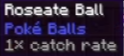 Roseate Ball
Poké Balls
1× catch rate